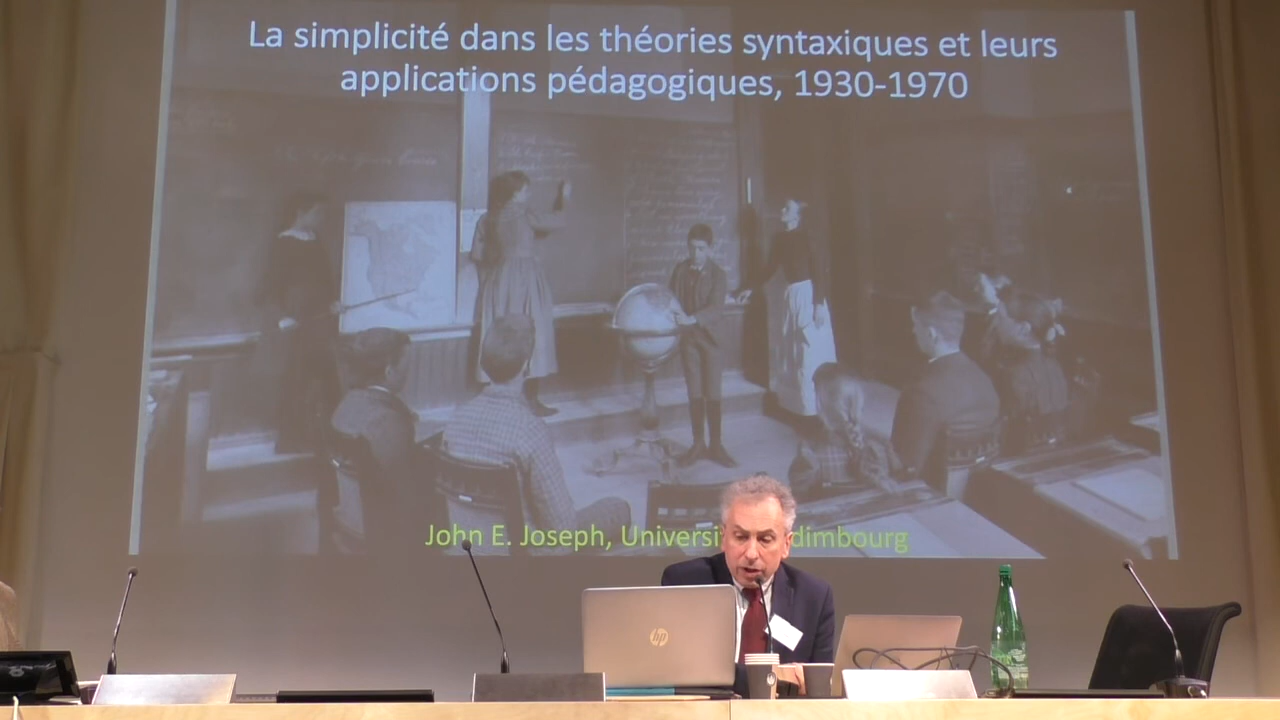 La simplicité dans les théories syntaxiques et leurs
applications pédagogiques, 1930-1970
John E. Joseph, Universi dimbourg
hp